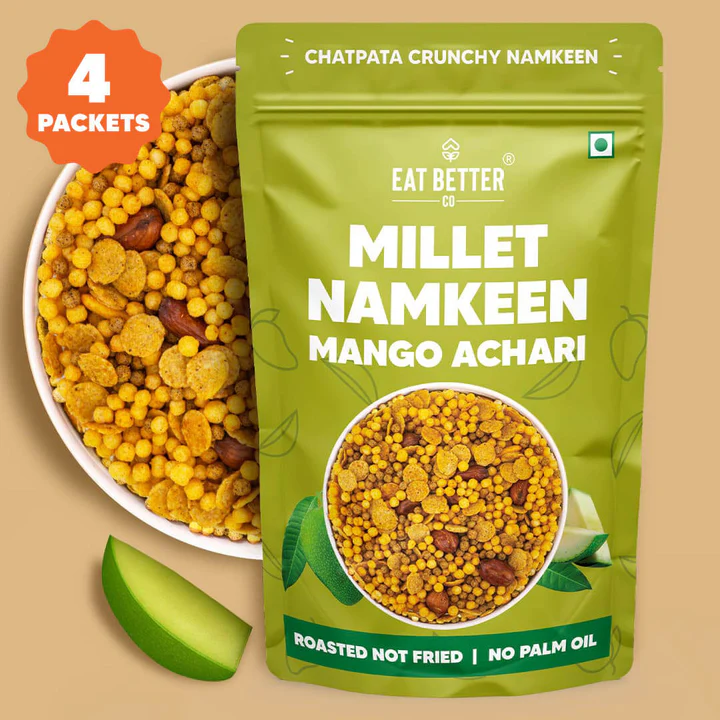 4
PACKETS
CHATPATA CRUNCHY NAMKEEN
EAT BETTER®
CO
MILLET
NAMKEEN
MANGO ACHARI
ROASTED NOT FRIED | NO PALM OIL